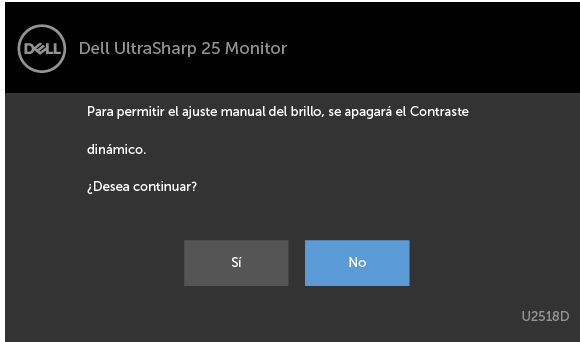 DELL
Dell UltraSharp 25 Monitor
Para permitir el ajuste manual del brillo, se apagará el Contraste
dinámico.
¿Desea continuar?
Sí
No
U2518D